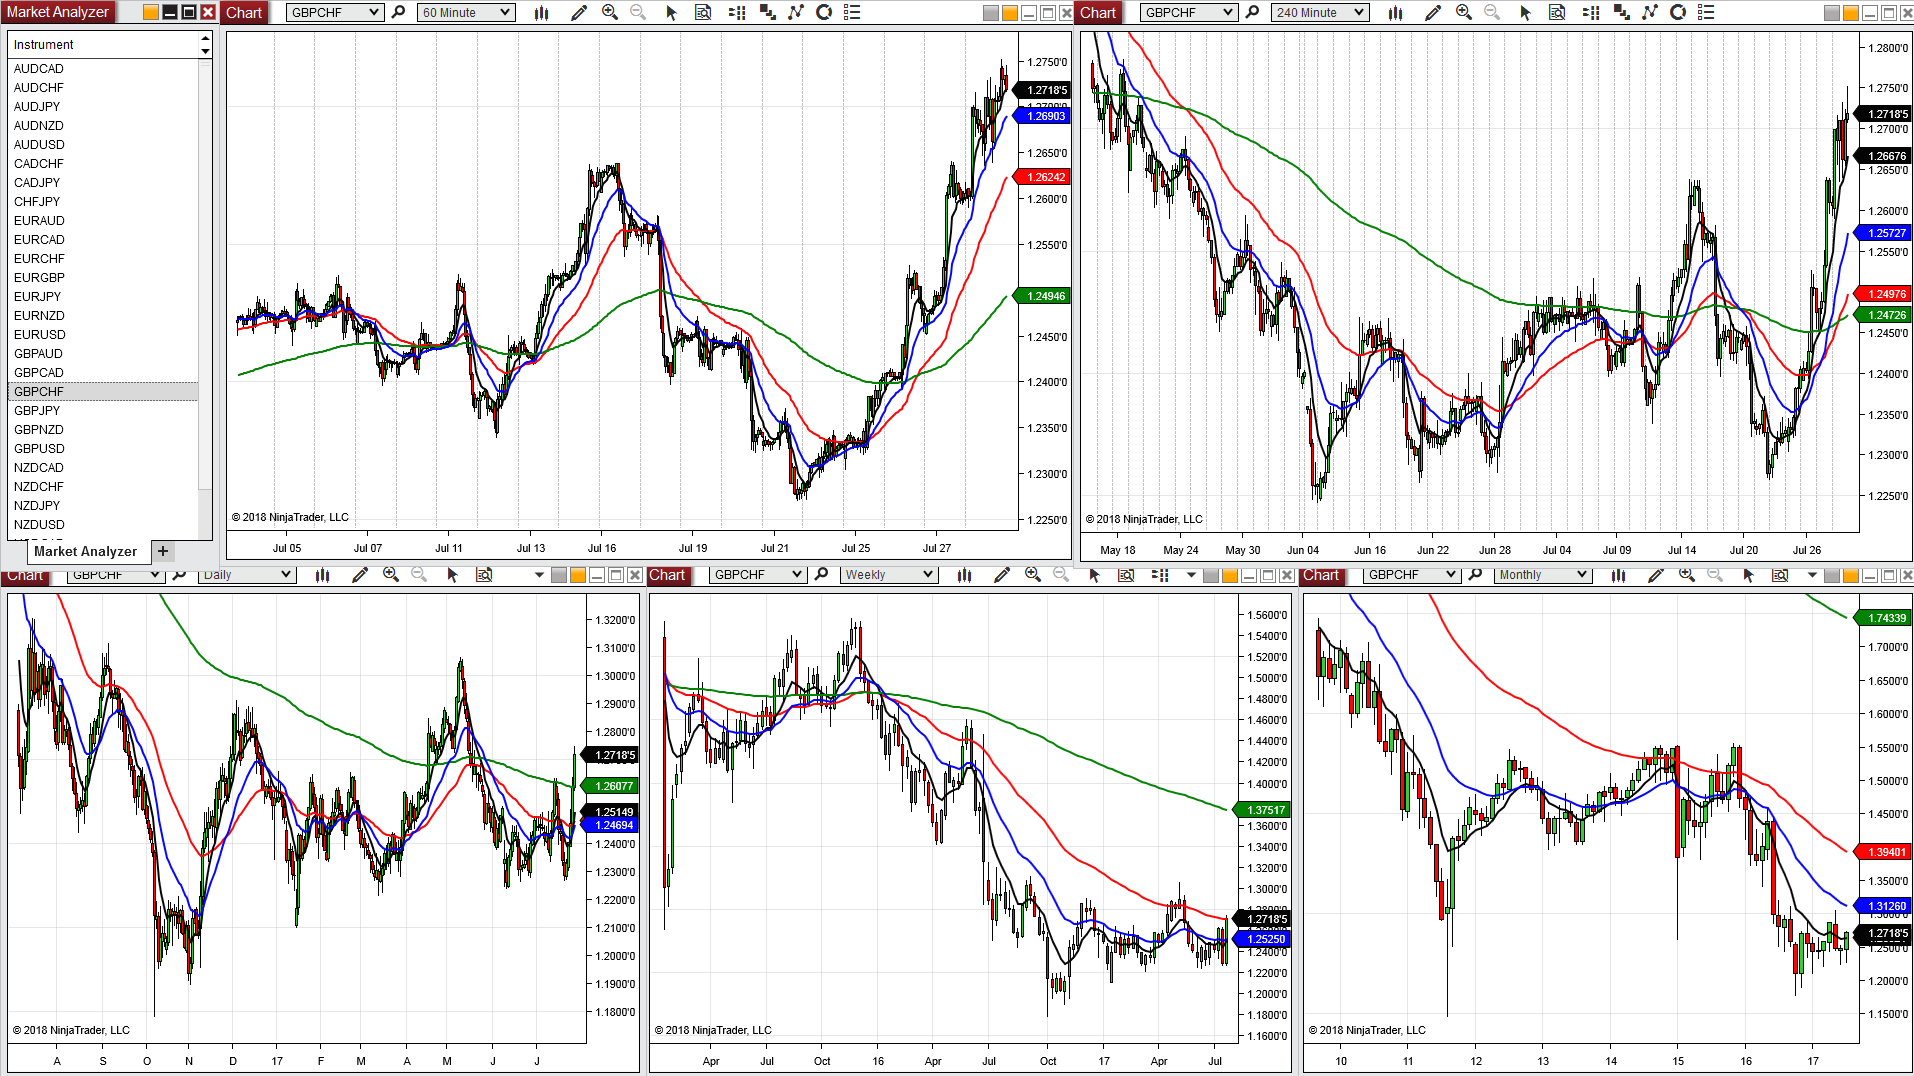 Market Analyzer
Instrument
AUDCAD
AUDCHF
AUDJPY
AUDNZD
AUDUSD
CADCHF
CADJPY
CHFJPY
EURAUD
EURCAD
EURCHF
EURGBP
EURJPY
EURNZD
EURUSD
GBPAUD
GBPCAD
GBPCHF
GBPJPY
GBPNZD
GBPUSD
NZDCAD
NZDCHF
NZDJPY
NZDUSD
Market Analyzer +
Chart GBPCHF 60 Minute
1.2750'0
1.2718'5
1.26903
1.2650'0
1.26242
1.2600'0
1.2550'0
1.24946
1.2450'0
1.2400'0
1.2350'0
1.2300'0
1.2250'0
© 2018 NinjaTrader, LLC
Jul 05 Jul 07 Jul 11 Jul 13 Jul 16 Jul 19 Jul 21 Jul 25 Jul 27
Chart GBPCHF 240 Minute
1.2800'0
1.2750'0
1.2718'5
1.2700'0
1.26676
1.2650'0
1.2600'0
1.25727
1.2550'0
1.24976
1.24726
1.2450'0
1.2400'0
1.2350'0
1.2300'0
1.2250'0
© 2018 NinjaTrader, LLC
May 18 May 24 May 30 Jun 04 Jun 16 Jun 22 Jun 28 Jul 04 Jul 09 Jul 14 Jul 20 Jul 26
Chart GBPCHF Daily
1.3200'0
1.3100'0
1.3000'0
1.2900'0
1.2800'0
1.2718'5
1.26077
1.25149
1.24694
1.2400'0
1.2300'0
1.2200'0
1.2100'0
1.2000'0
1.1900'0
1.1800'0
© 2018 NinjaTrader, LLC
A S O N D 17 F M A M J J
Chart GBPCHF Weekly
1.5600'0
1.5400'0
1.5200'0
1.5000'0
1.4800'0
1.4600'0
1.4400'0
1.4200'0
1.4000'0
1.37517
1.3600'0
1.3400'0
1.3200'0
1.3000'0
1.2718'5
1.25250
1.2400'0
1.2200'0
1.2000'0
1.1800'0
1.1600'0
© 2018 NinjaTrader, LLC
Apr Jul Oct 16 Apr Jul Oct 17 Apr Jul
Chart GBPCHF Monthly
1.74339
1.7000'0
1.6500'0
1.6000'0
1.5500'0
1.5000'0
1.4500'0
1.39401
1.3500'0
1.31260
1.2718'5
1.2000'0
1.1500'0
© 2018 NinjaTrader, LLC
10 11 12 13 14 15 16 17